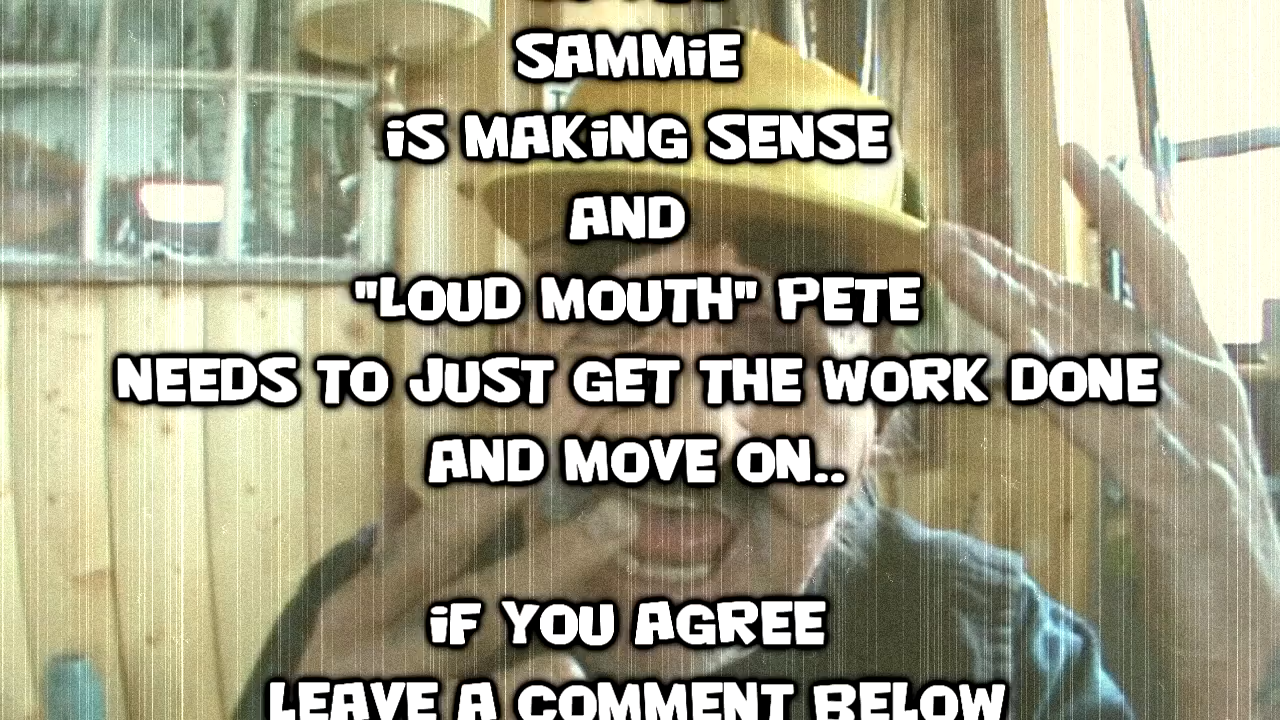 SAMMiE
iS MAKiNG SENSE
AND
"LOUD MOUTH" PETE
NEEDS TO JUST GET THE WORK DONE
AND MOVE ON..
iF YOU AGREE
LEAVE A COMMENT BELOW